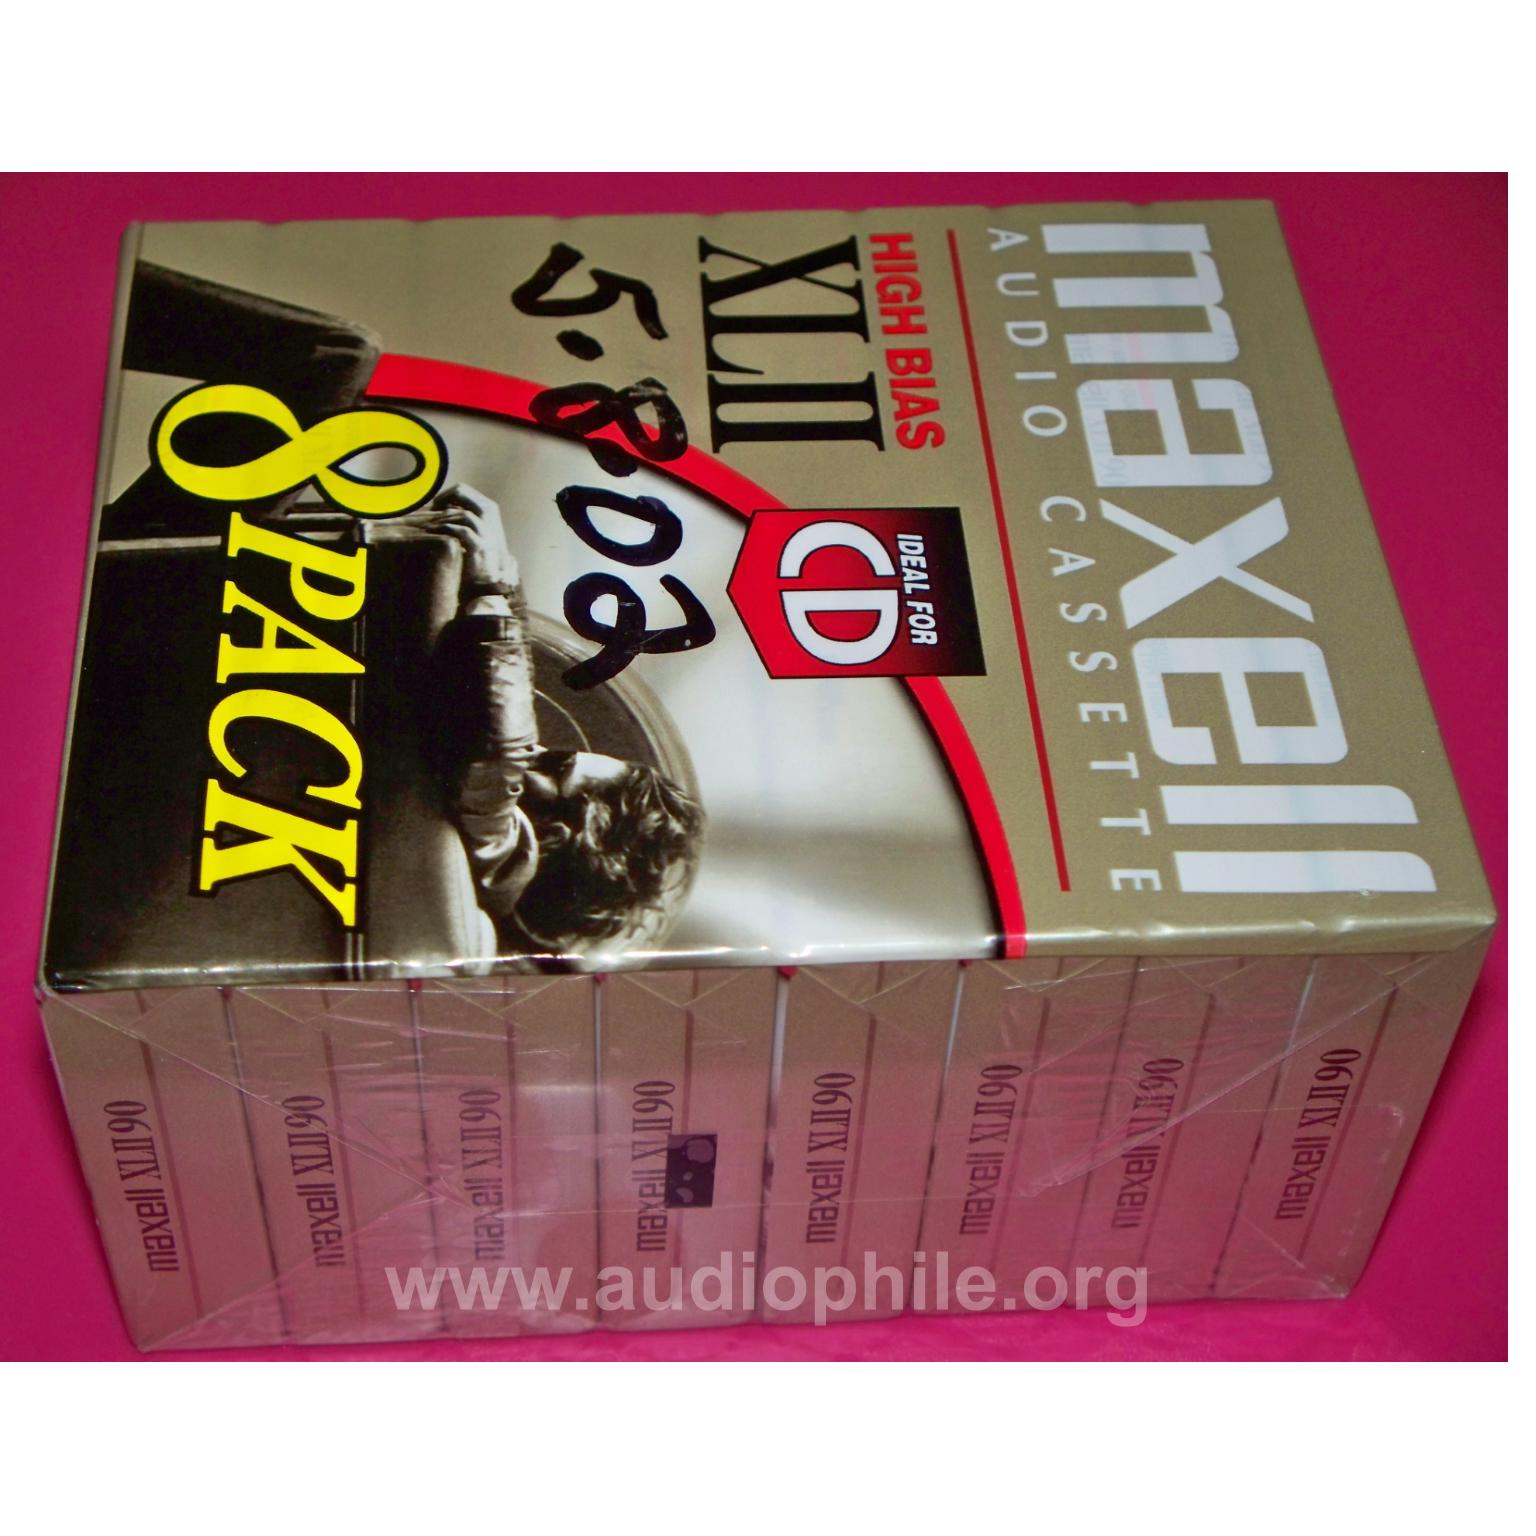 maxell
AUDIO CASSETTE
HIGH BIAS
XLII
IDEAL FOR
CD
5.8.02
8 PACK
maxell XLII 90
maxell XLII 90
maxell XLII 90
maxell XLII 90
maxell XLII 90
maxell XLII 90
maxell XLII 90
maxell XLII 90
www.audiophile.org